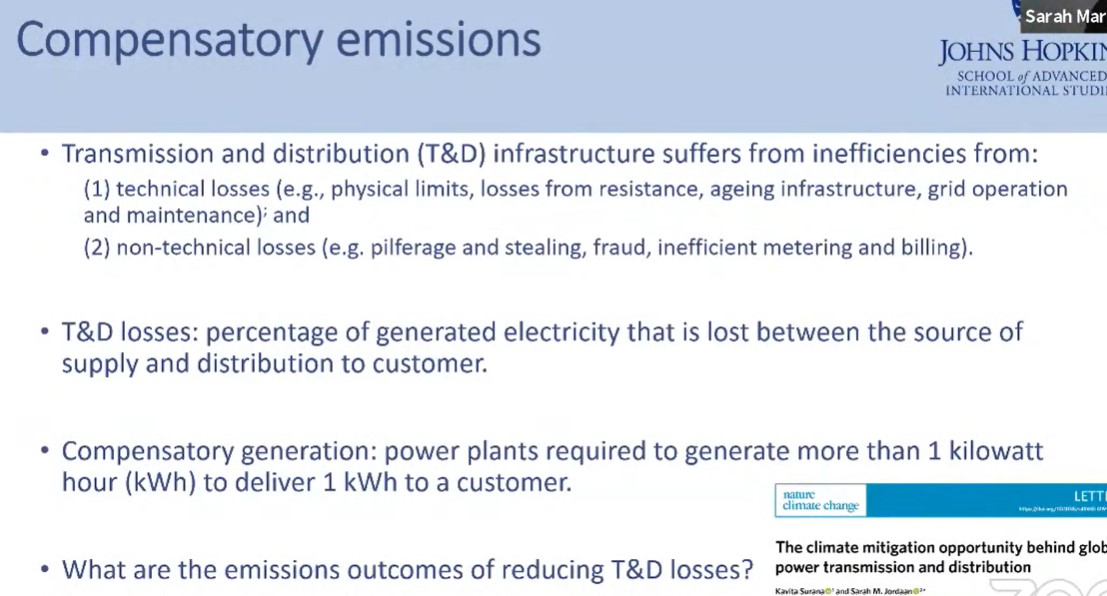 Sarah Mar
Compensatory emissions
JOHNS HOPKIN
SCHOOL of ADVANCED
INTERNATIONAL STUDI
• Transmission and distribution (T&D) infrastructure suffers from inefficiencies from:
(1) technical losses (e.g., physical limits, losses from resistance, ageing infrastructure, grid operation
and maintenance); and
(2) non-technical losses (e.g. pilferage and stealing, fraud, inefficient metering and billing).
• T&D losses: percentage of generated electricity that is lost between the source of
supply and distribution to customer.
• Compensatory generation: power plants required to generate more than 1 kilowatt
hour (kWh) to deliver 1 kWh to a customer.
nature
climate change
LETT
The climate mitigation opportunity behind glob
power transmission and distribution
Kavita Surana and Sarah M. Jordaan
• What are the emissions outcomes of reducing T&D losses?